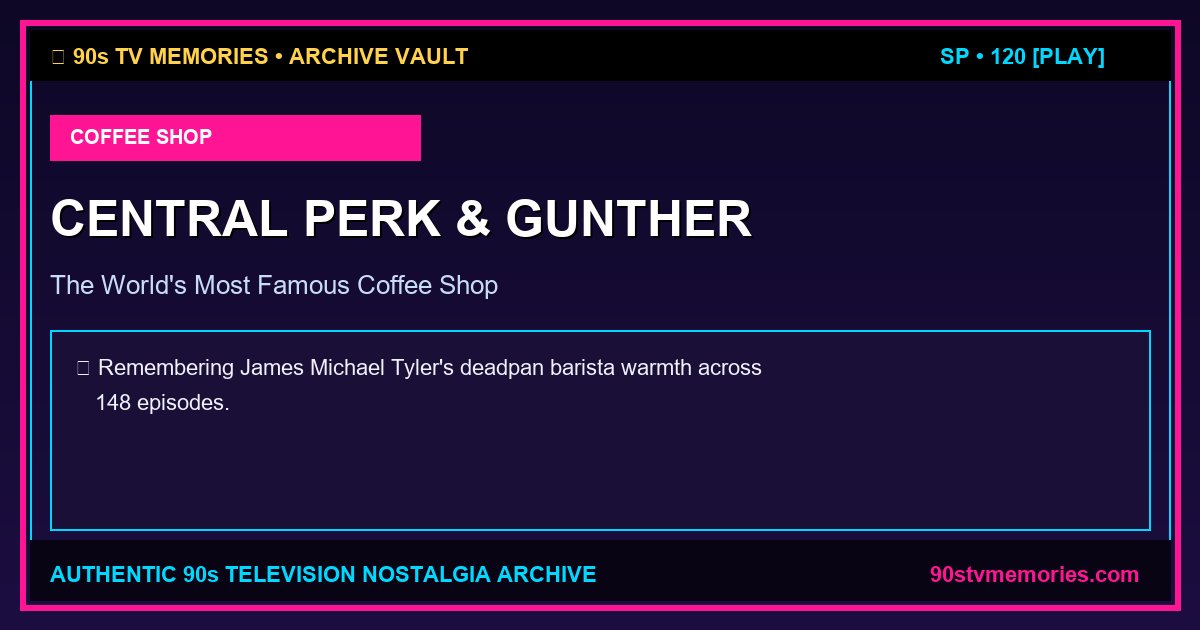 90s TV MEMORIES • ARCHIVE VAULT
SP • 120 [PLAY]
COFFEE SHOP
CENTRAL PERK & GUNTHER
The World's Most Famous Coffee Shop
Remembering James Michael Tyler's deadpan barista warmth across
148 episodes.
AUTHENTIC 90s TELEVISION NOSTALGIA ARCHIVE
90stvmemories.com